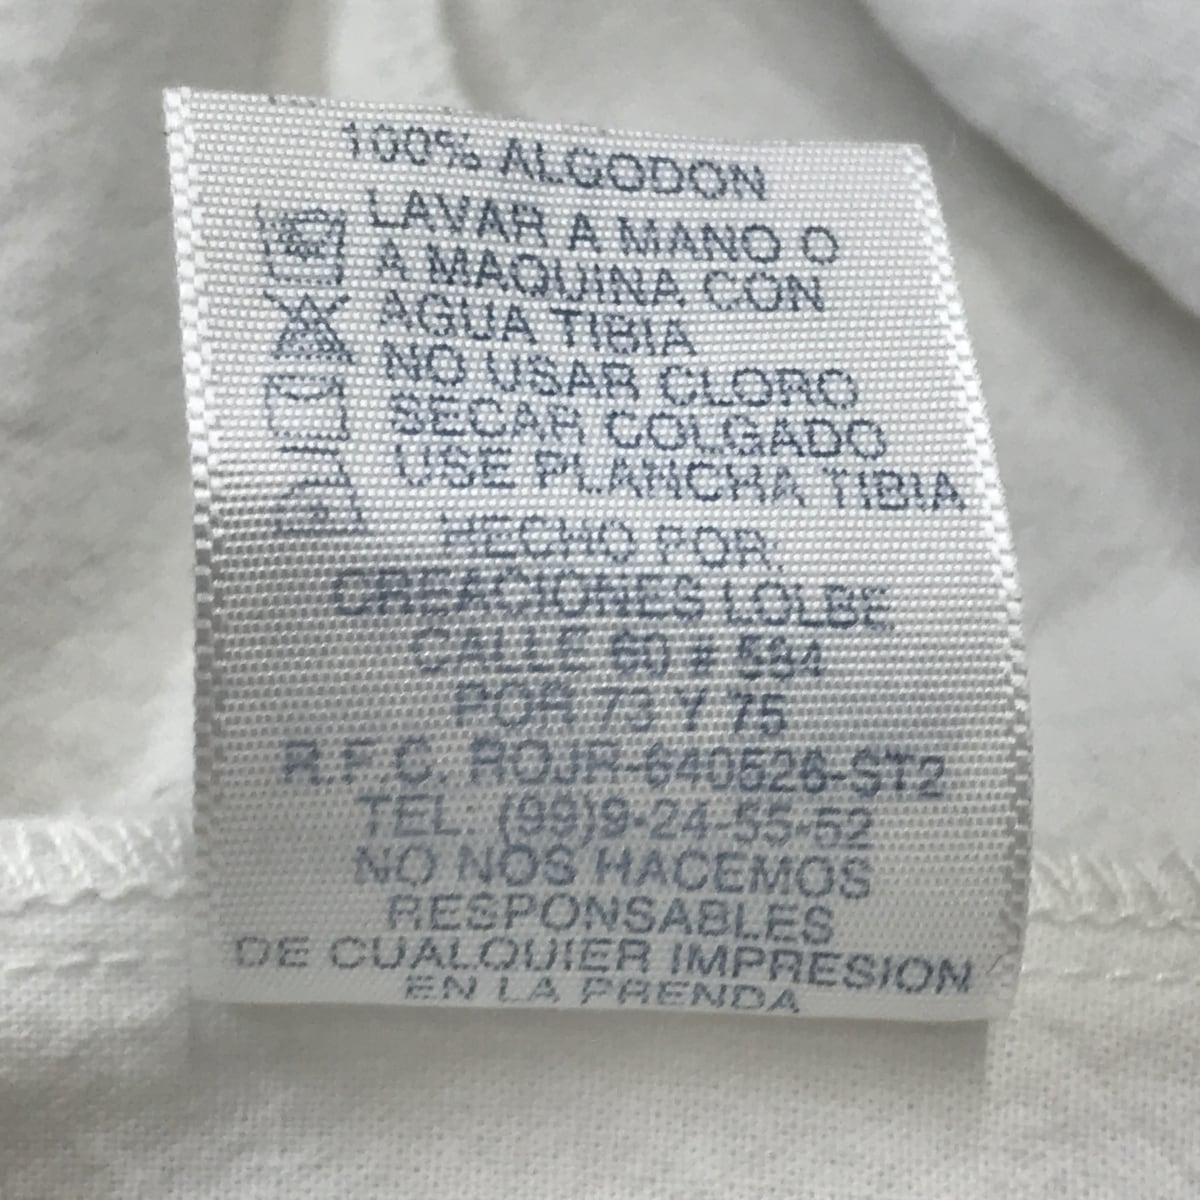 100% ALGODON
LAVAR A MANO O
A MAQUINA CON
AGUA TIBIA
NO USAR CLORO
SECAR COLGADO
USE PLANCHA TIBIA
HECHO POR:
CREACIONES LOLBE
CALLE 60 # 594
POR 73 Y 75
R.F.C. ROJR-640526-ST2
TEL. (99)9-24-55-52
NO NOS HACEMOS
RESPONSABLES
DE CUALQUIER IMPRESION
EN LA PRENDA